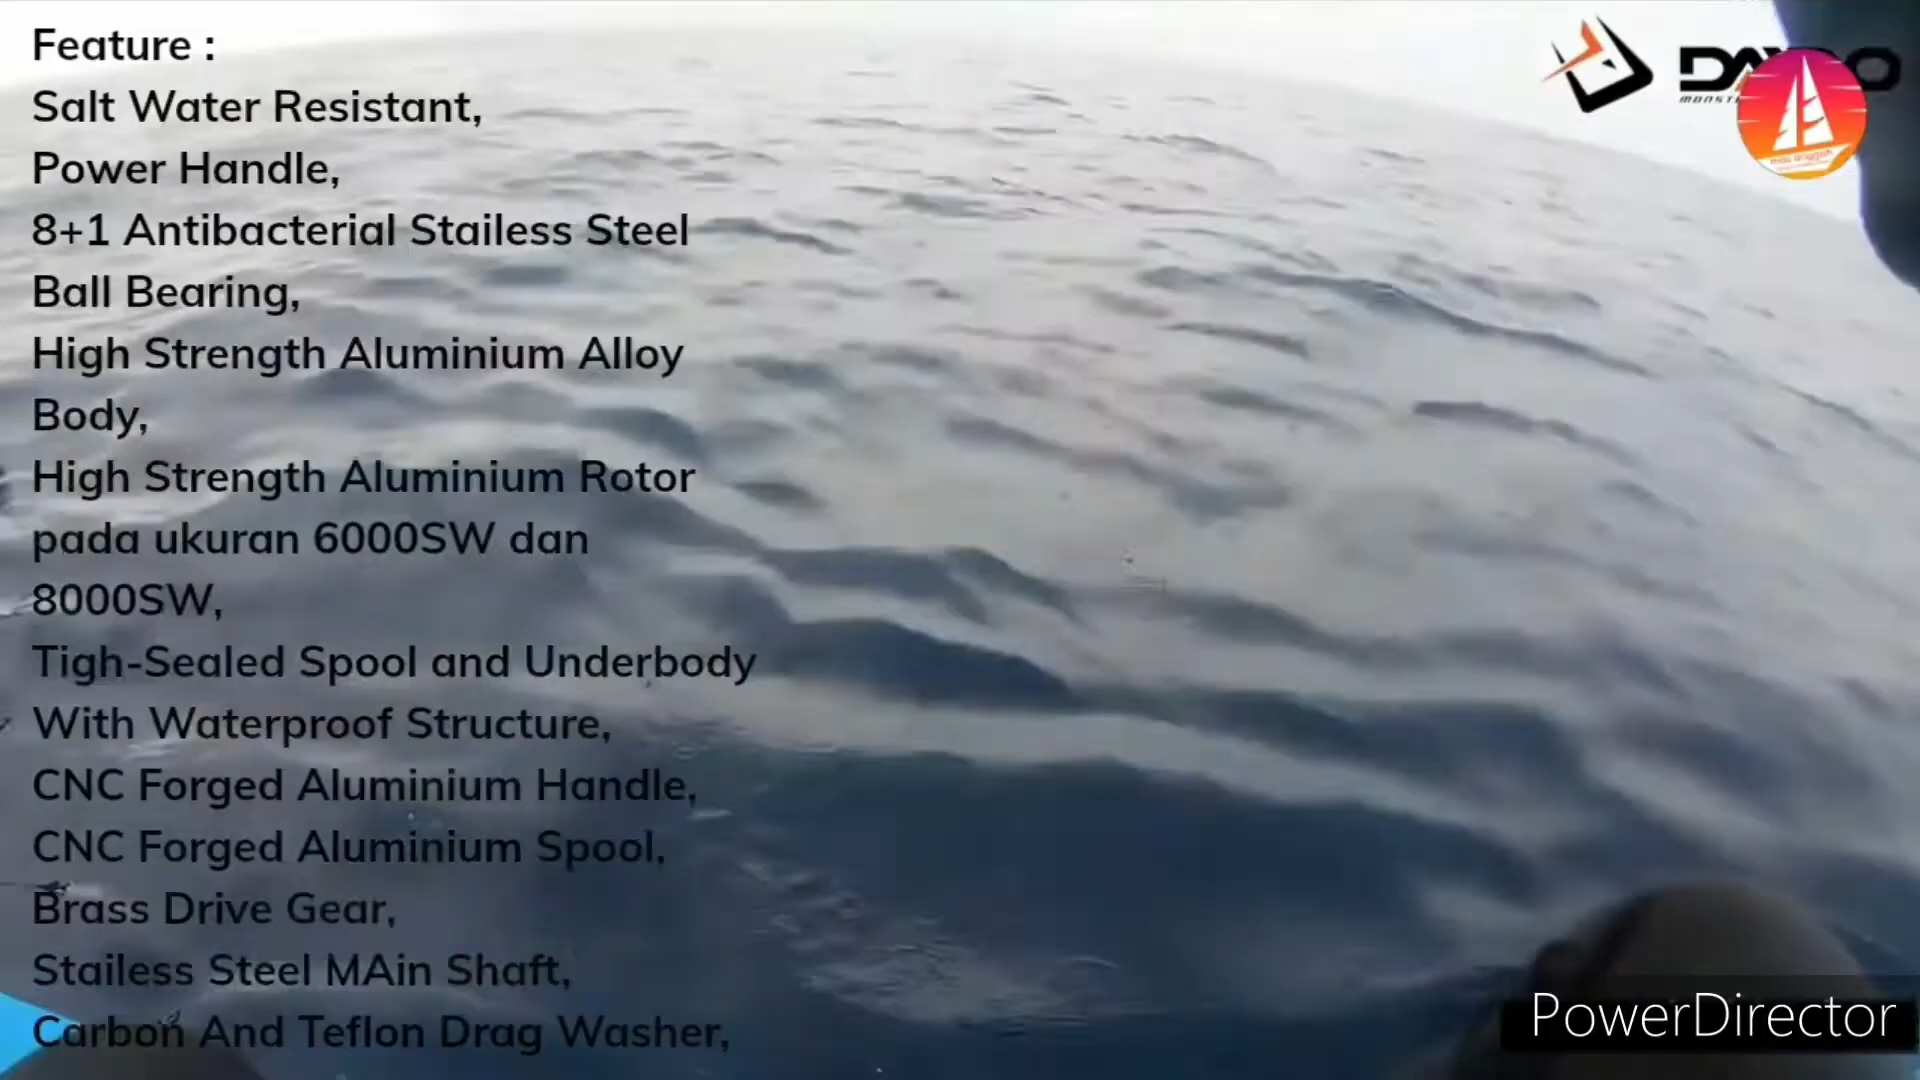 Feature :
Salt Water Resistant,
Power Handle,
8+1 Antibacterial Stailess Steel
Ball Bearing,
High Strength Aluminium Alloy
Body,
High Strength Aluminium Rotor
pada ukuran 6000SW dan
8000SW,
Tigh-Sealed Spool and Underbody
With Waterproof Structure,
CNC Forged Aluminium Handle,
CNC Forged Aluminium Spool,
Brass Drive Gear,
Stailess Steel MAin Shaft,
Carbon And Teflon Drag Washer,
PowerDirector